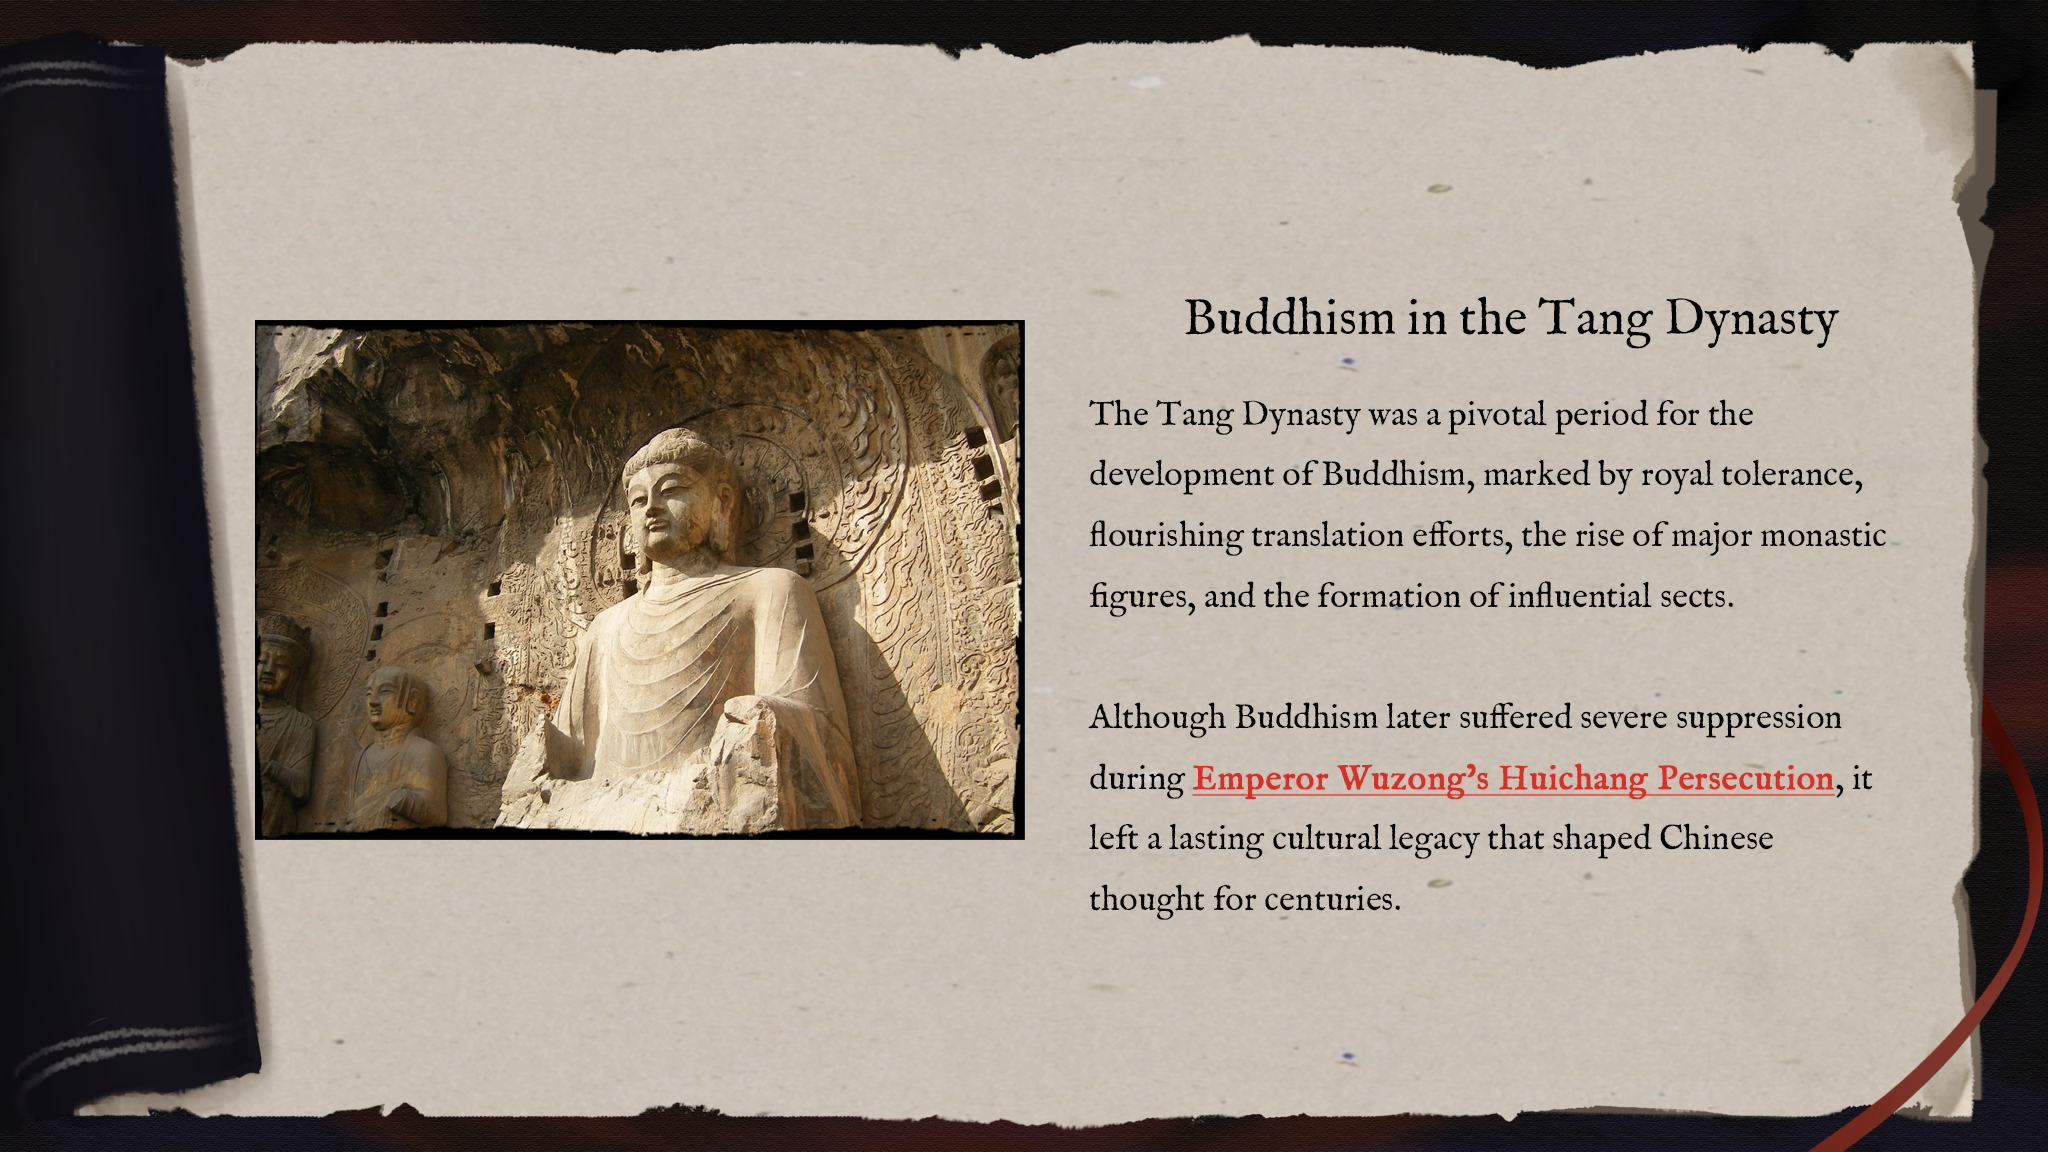 Buddhism in the Tang Dynasty
The Tang Dynasty was a pivotal period for the
development of Buddhism, marked by royal tolerance,
flourishing translation efforts, the rise of major monastic
figures, and the formation of influential sects.
Although Buddhism later suffered severe suppression
during Emperor Wuzong's Huichang Persecution, it
left a lasting cultural legacy that shaped Chinese
thought for centuries.